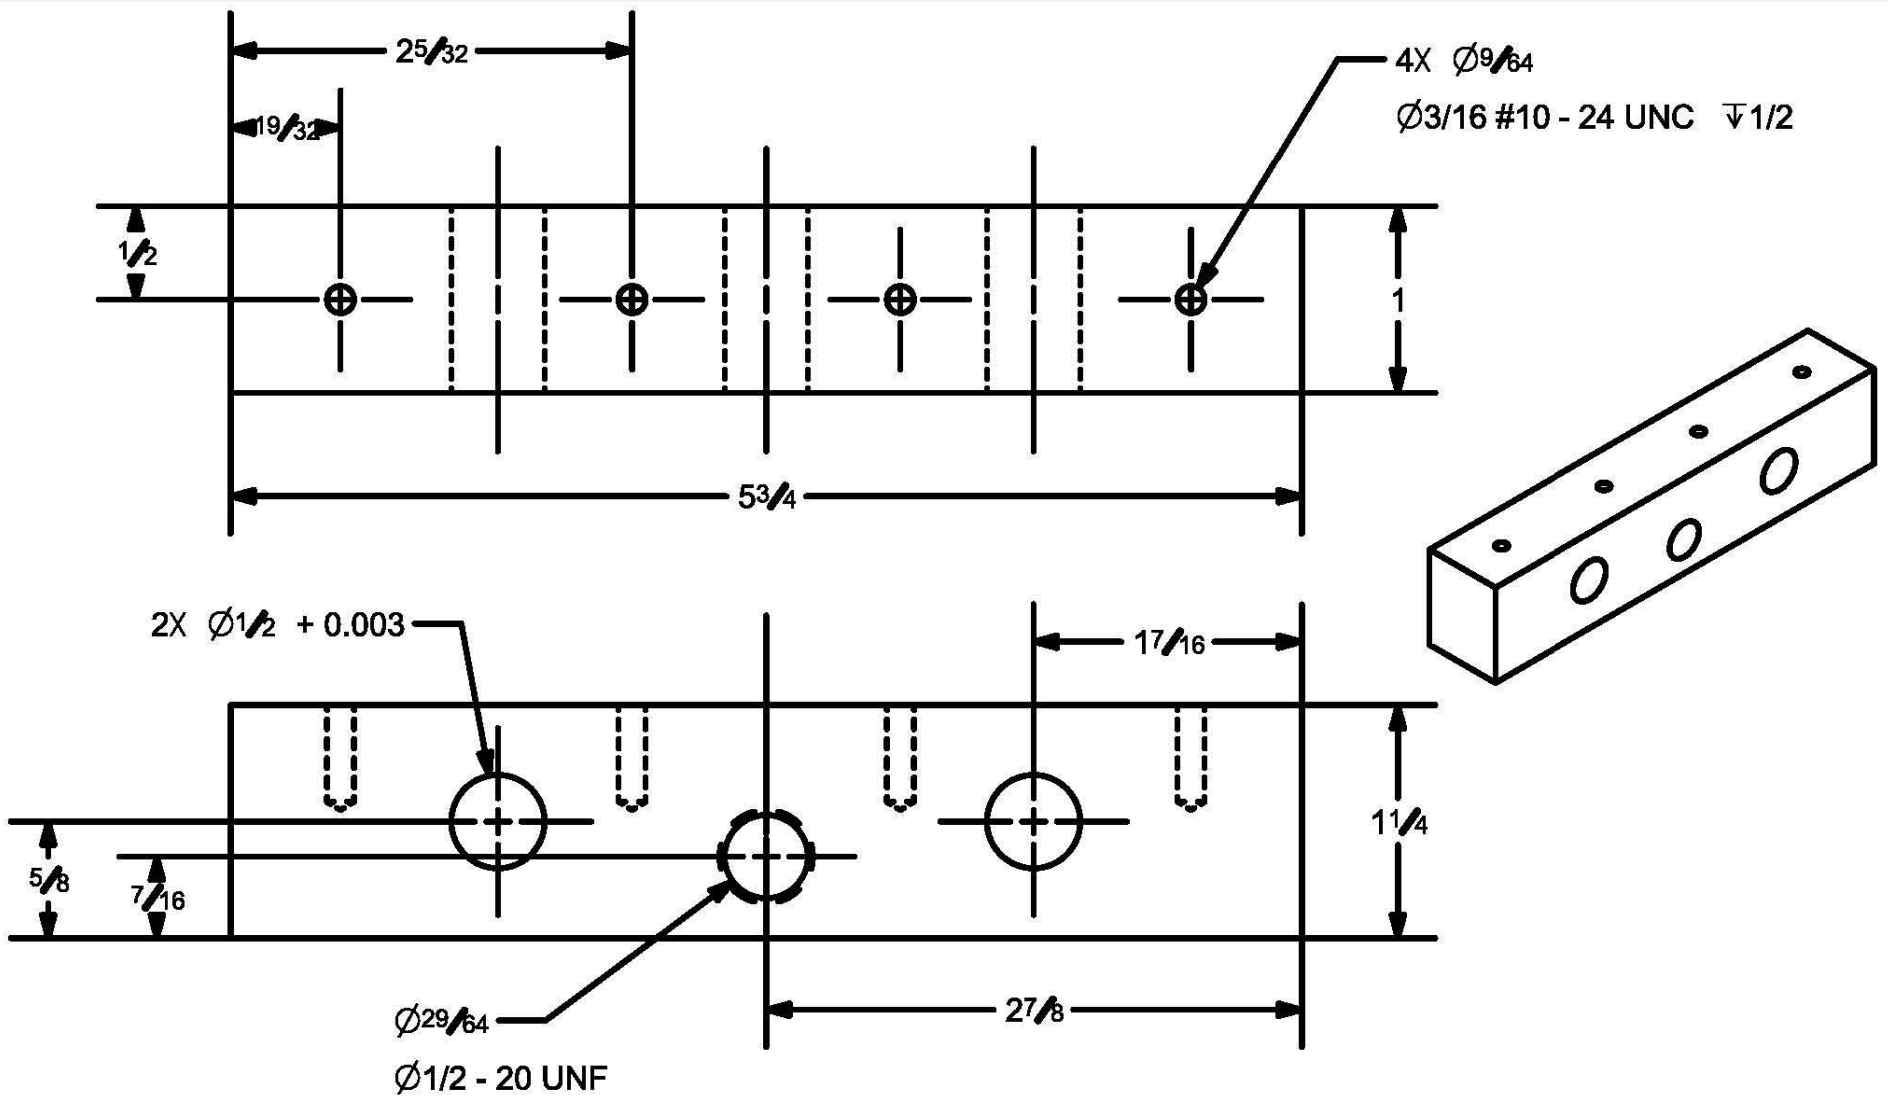 2 5/32
4X Ø9/64
Ø3/16 #10 - 24 UNC ↧1/2
19/32
1/2
1
5 3/4
2X Ø1/2 + 0.003
1 7/16
1 1/4
5/8
7/16
2 7/8
Ø29/64
Ø1/2 - 20 UNF